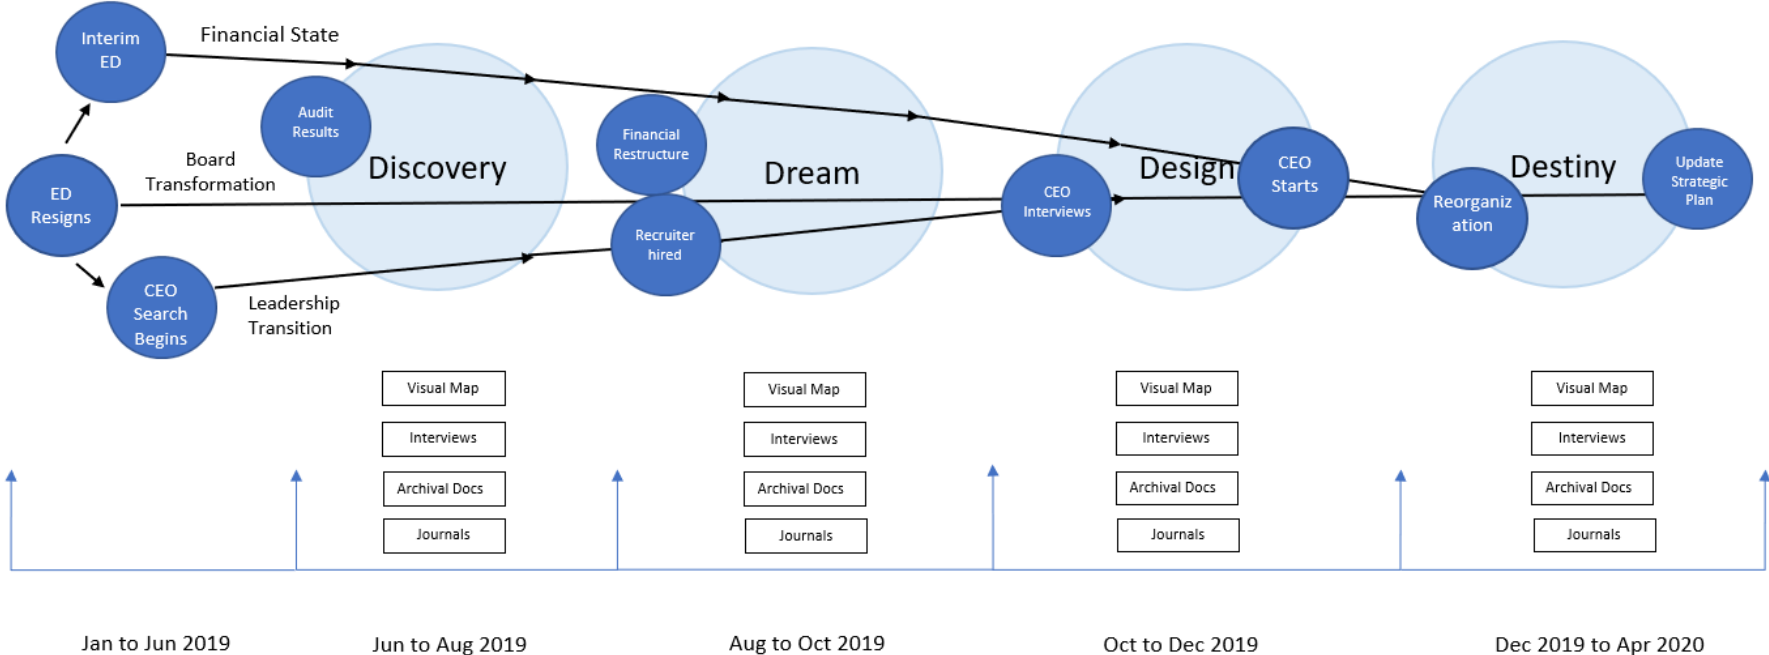 Interim
ED
Financial State
Audit
Results
Financial
Restructure
Board
Transformation
Discovery
Dream
Design
Destiny
CEO
Starts
Update
Strategic
Plan
ED
Resigns
CEO
Interviews
Reorganiz
ation
Recruiter
hired
CEO
Search
Begins
Leadership
Transition
Visual Map
Visual Map
Visual Map
Visual Map
Interviews
Interviews
Interviews
Interviews
Archival Docs
Archival Docs
Archival Docs
Archival Docs
Journals
Journals
Journals
Journals
Jan to Jun 2019
Jun to Aug 2019
Aug to Oct 2019
Oct to Dec 2019
Dec 2019 to Apr 2020